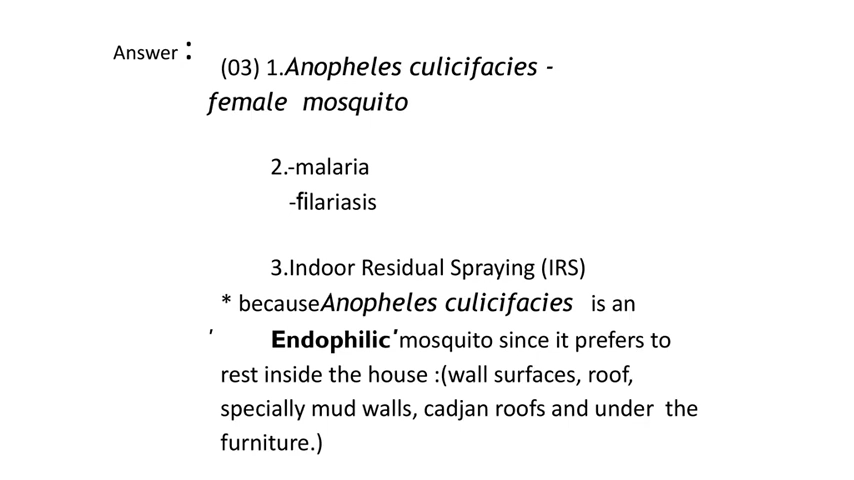 Answer :
(03) 1.Anopheles culicifacies -
female mosquito
2.-malaria
-filariasis
3.Indoor Residual Spraying (IRS)
* becauseAnopheles culicifacies is an
' Endophilic'mosquito since it prefers to
rest inside the house :(wall surfaces, roof,
specially mud walls, cadjan roofs and under the
furniture.)